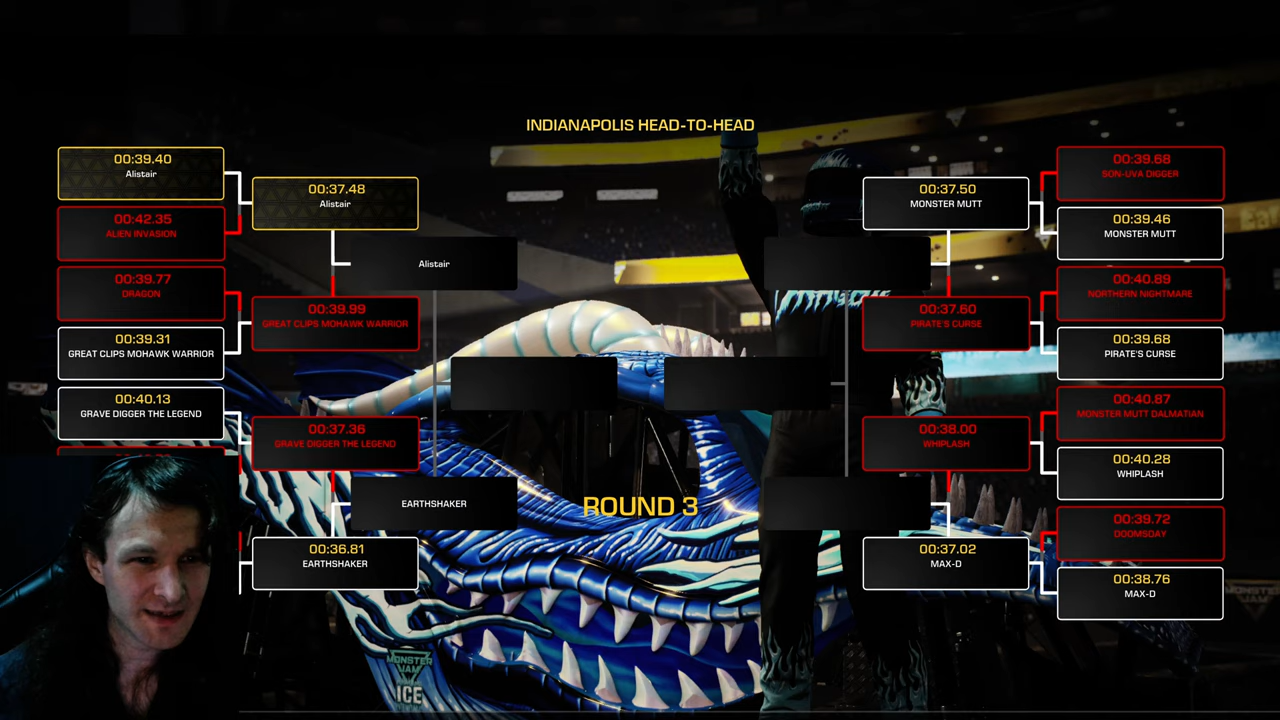 INDIANAPOLIS HEAD-TO-HEAD
00:39.40
Alistair
00:42.35
ALIEN INVASION
00:39.77
DRAGON
00:39.31
GREAT CLIPS MOHAWK WARRIOR
00:40.13
GRAVE DIGGER THE LEGEND
00:37.48
Alistair
00:39.99
GREAT CLIPS MOHAWK WARRIOR
00:37.36
GRAVE DIGGER THE LEGEND
00:36.81
EARTHSHAKER
Alistair
EARTHSHAKER
ROUND 3
00:37.50
MONSTER MUTT
00:37.60
PIRATE'S CURSE
00:38.00
WHIPLASH
00:37.02
MAX-D
00:39.68
SON-UVA DIGGER
00:39.46
MONSTER MUTT
00:40.89
NORTHERN NIGHTMARE
00:39.68
PIRATE'S CURSE
00:40.87
MONSTER MUTT DALMATIAN
00:40.28
WHIPLASH
00:39.72
DOOMSDAY
00:38.76
MAX-D
MONSTER
JAM
ICE